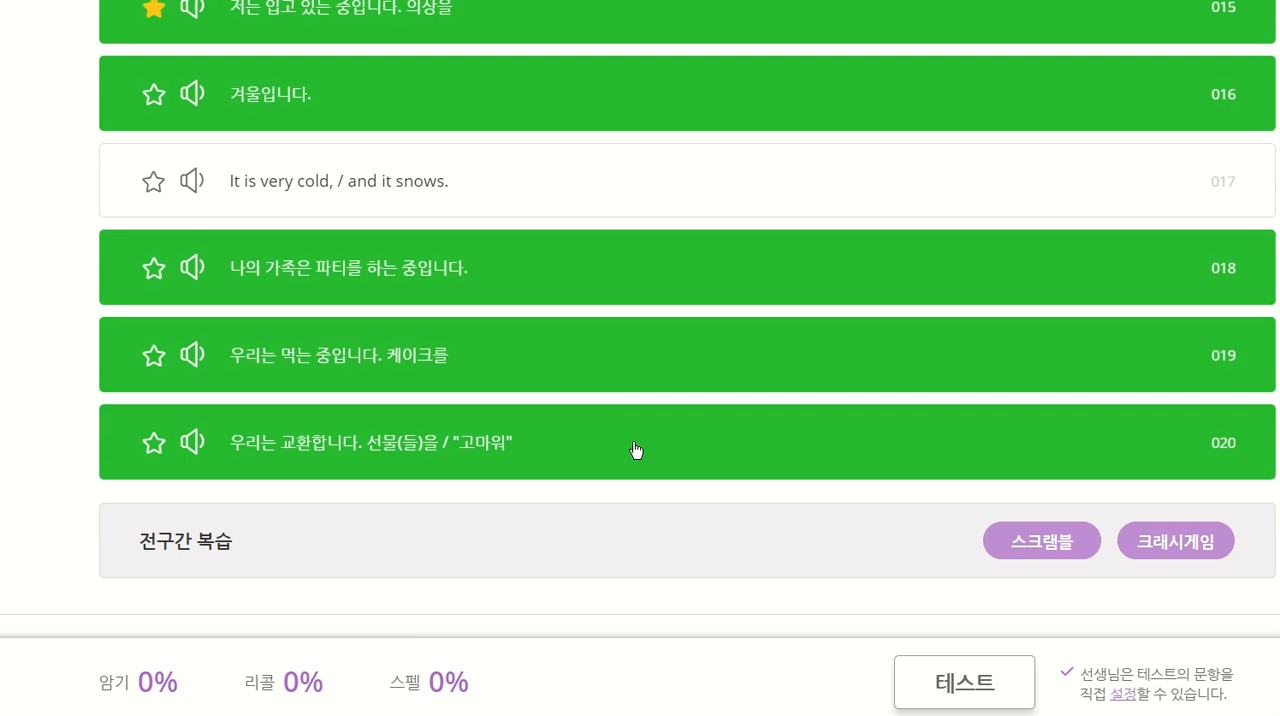 저는 입고 있는 중입니다. 의상을
015
겨울입니다.
016
It is very cold, / and it snows.
017
나의 가족은 파티를 하는 중입니다.
018
우리는 먹는 중입니다. 케이크를
019
우리는 교환합니다. 선물(들)을 / "고마워"
020
전구간 복습
스크램블
크래시게임
암기 0%
리콜 0%
스펠 0%
테스트
선생님은 테스트의 문항을
직접 설정할 수 있습니다.